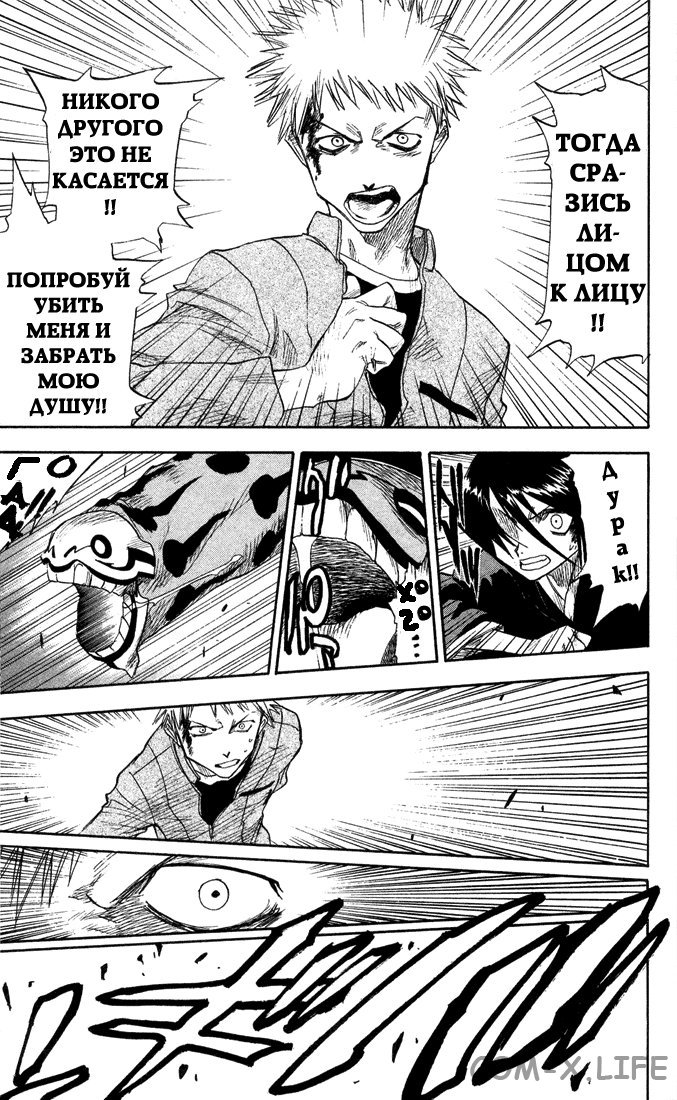 ТОГДА
СРА-
ЗИСЬ
ЛИ-
ЦОМ
К ЛИЦУ
!!
НИКОГО
ДРУГОГО
ЭТО НЕ
КАСАЕТСЯ
!!
ПОПРОБУЙ
УБИТЬ
МЕНЯ И
ЗАБРАТЬ
МОЮ
ДУШУ!!
Дурак!!
COM-X.LIFE